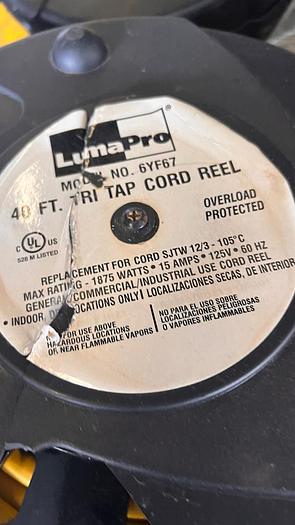 LumaPro®
MODEL NO. 6YF67
40 FT. TRI TAP CORD REEL
OVERLOAD
PROTECTED
C UL US
528 M LISTED
REPLACEMENT FOR CORD SJTW 12/3 - 105°C
MAX RATING - 1875 WATTS • 15 AMPS • 125V • 60 HZ
GENERAL/COMMERCIAL/INDUSTRIAL USE CORD REEL
• INDOOR LOCATIONS ONLY! LOCALIZACIONES SECAS, DE INTERIOR
FOR USE ABOVE
HAZARDOUS LOCATIONS
OR NEAR FLAMMABLE VAPORS
NO PARA EL USO SOBRE
LOCALIZACIONES PELIGROSAS
O VAPORES INFLAMMABLES